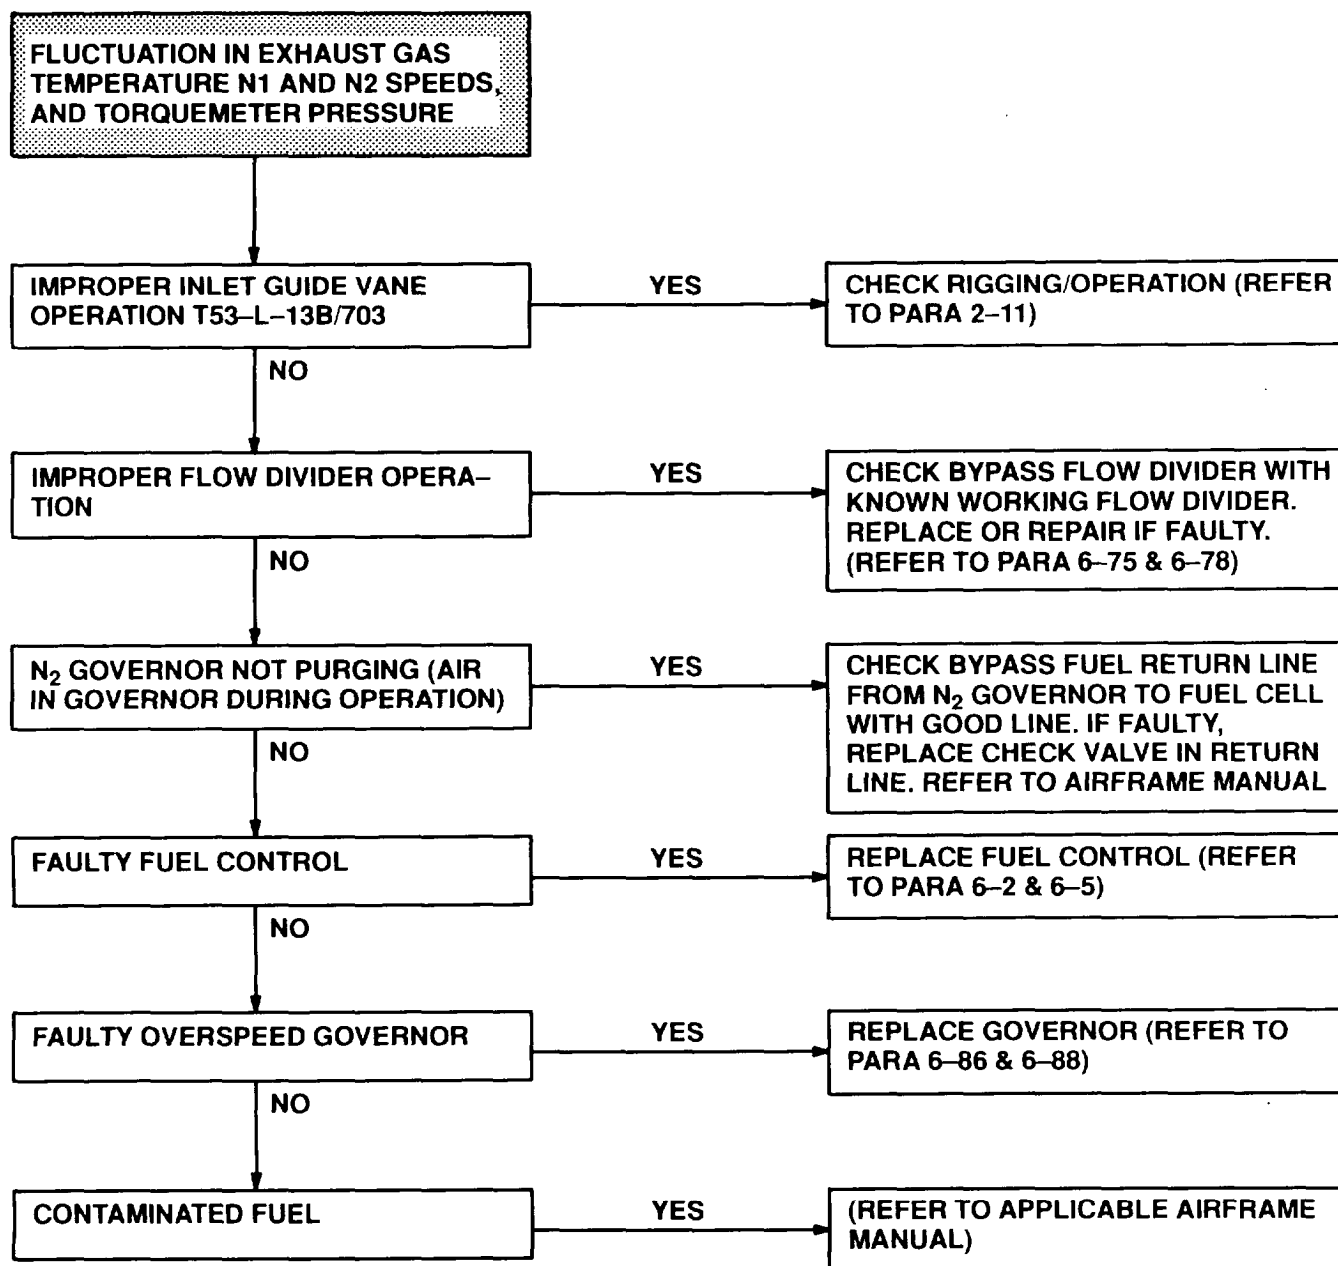 FLUCTUATION IN EXHAUST GAS
TEMPERATURE N1 AND N2 SPEEDS,
AND TORQUEMETER PRESSURE
IMPROPER INLET GUIDE VANE
OPERATION T53–L–13B/703
YES
CHECK RIGGING/OPERATION (REFER
TO PARA 2–11)
NO
IMPROPER FLOW DIVIDER OPERA–
TION
YES
CHECK BYPASS FLOW DIVIDER WITH
KNOWN WORKING FLOW DIVIDER.
REPLACE OR REPAIR IF FAULTY.
(REFER TO PARA 6–75 & 6–78)
NO
N₂ GOVERNOR NOT PURGING (AIR
IN GOVERNOR DURING OPERATION)
YES
CHECK BYPASS FUEL RETURN LINE
FROM N₂ GOVERNOR TO FUEL CELL
WITH GOOD LINE. IF FAULTY,
REPLACE CHECK VALVE IN RETURN
LINE. REFER TO AIRFRAME MANUAL
NO
FAULTY FUEL CONTROL
YES
REPLACE FUEL CONTROL (REFER
TO PARA 6–2 & 6–5)
NO
FAULTY OVERSPEED GOVERNOR
YES
REPLACE GOVERNOR (REFER TO
PARA 6–86 & 6–88)
NO
CONTAMINATED FUEL
YES
(REFER TO APPLICABLE AIRFRAME
MANUAL)